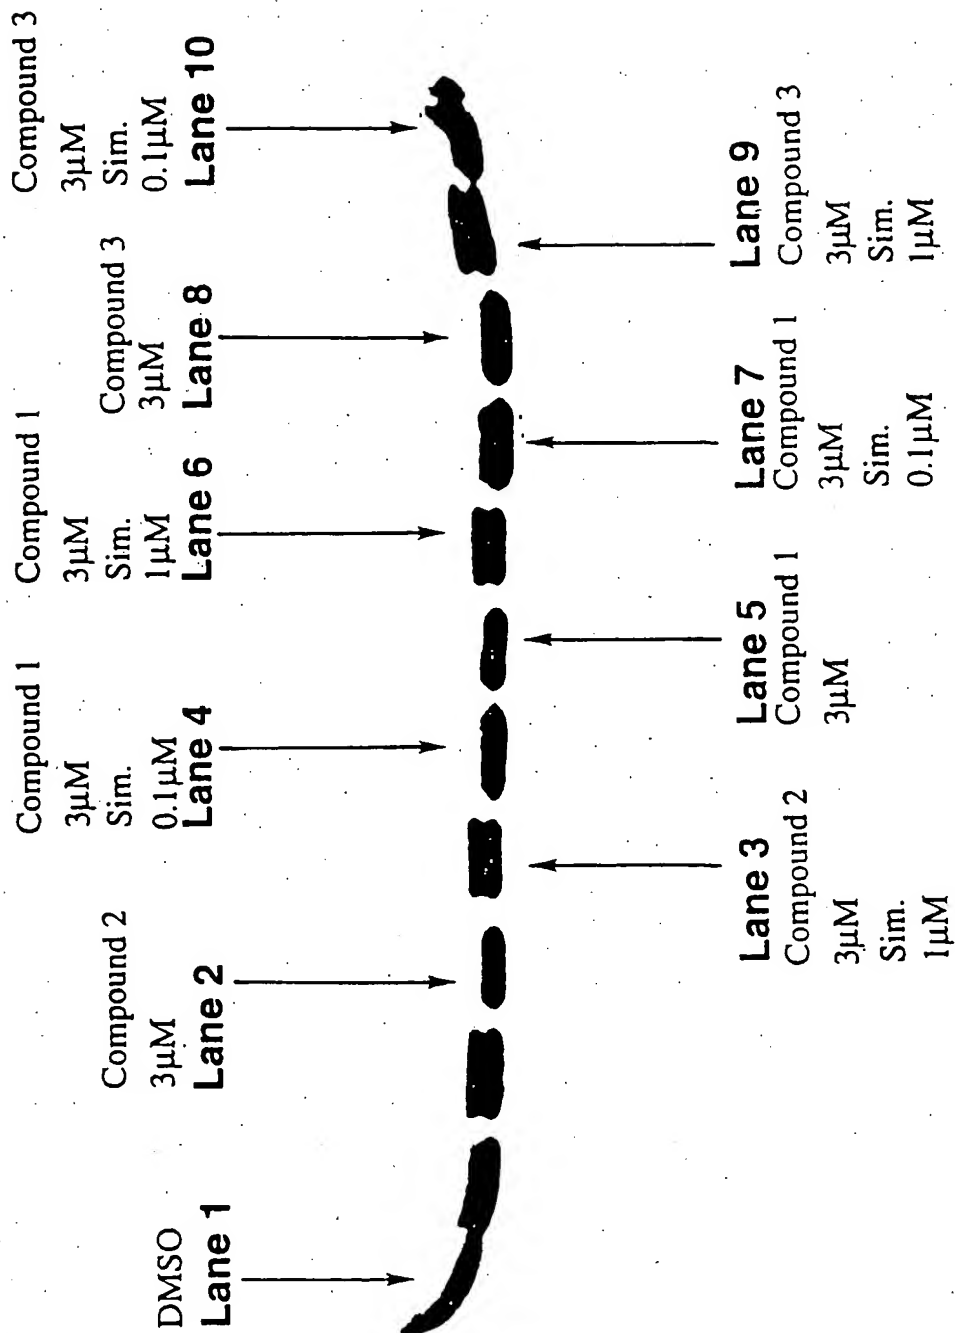 DMSO
Lane 1
Compound 2
3μM
Lane 2
Lane 3
Compound 2
3μM
Sim.
1μM
Compound 1
3μM
Sim.
0.1μM
Lane 4
Lane 5
Compound 1
3μM
Compound 1
3μM
Sim.
1μM
Lane 6
Lane 7
Compound 1
3μM
Sim.
0.1μM
Compound 3
3μM
Lane 8
Lane 9
Compound 3
3μM
Sim.
1μM
Compound 3
3μM
Sim.
0.1μM
Lane 10